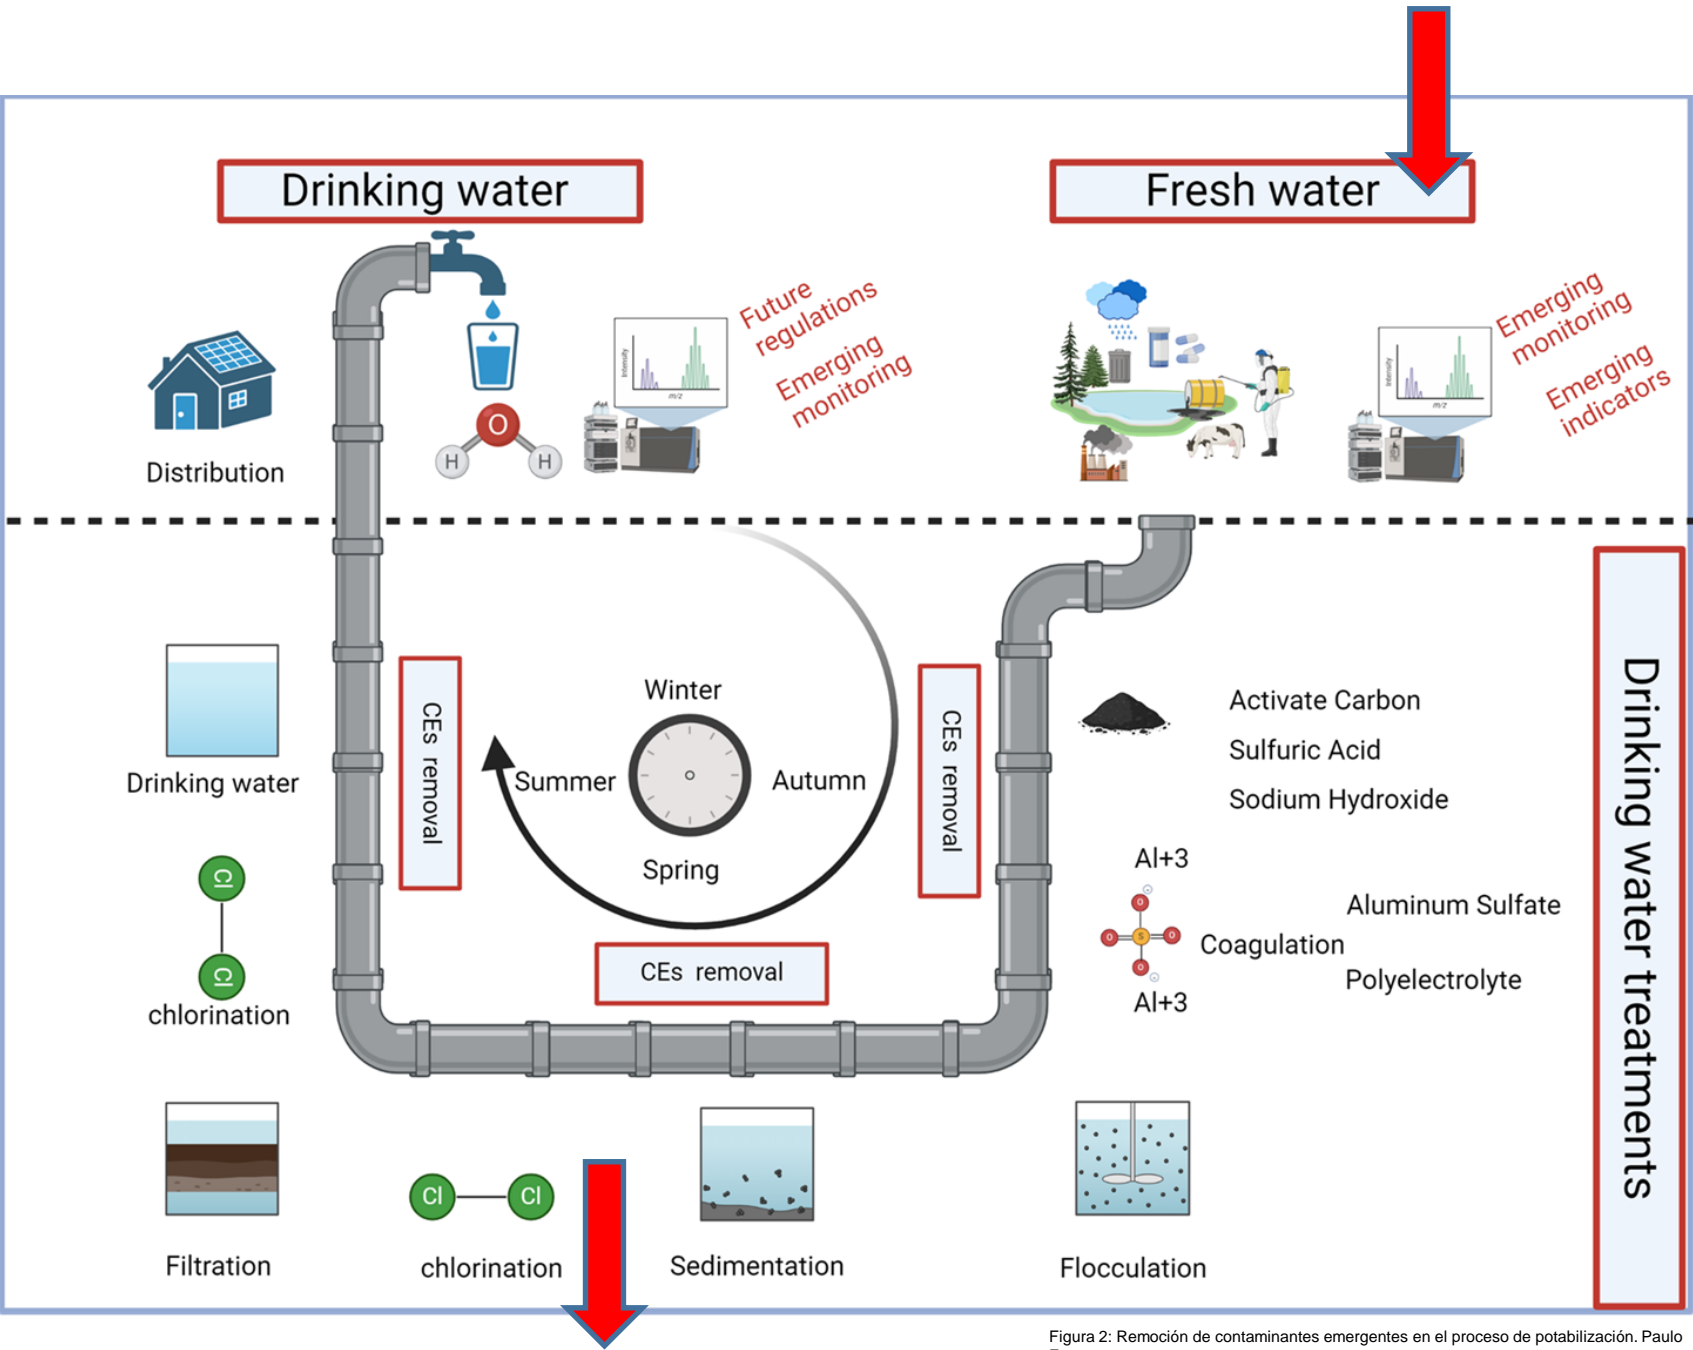 Drinking water
Fresh water
Future
regulations
Emerging
monitoring
Emerging
monitoring
Emerging
indicators
Intensity
m/z
Intensity
m/z
O
H
H
Distribution
Winter
Summer
Autumn
Spring
CEs removal
CEs removal
CEs removal
Drinking water
Cl
Cl
chlorination
Activate Carbon
Sulfuric Acid
Sodium Hydroxide
Al+3
O
O
S
O
O
Al+3
Coagulation
Aluminum Sulfate
Polyelectrolyte
Drinking water treatments
Filtration
Cl
Cl
chlorination
Sedimentation
Flocculation
Figura 2: Remoción de contaminantes emergentes en el proceso de potabilización. Paulo